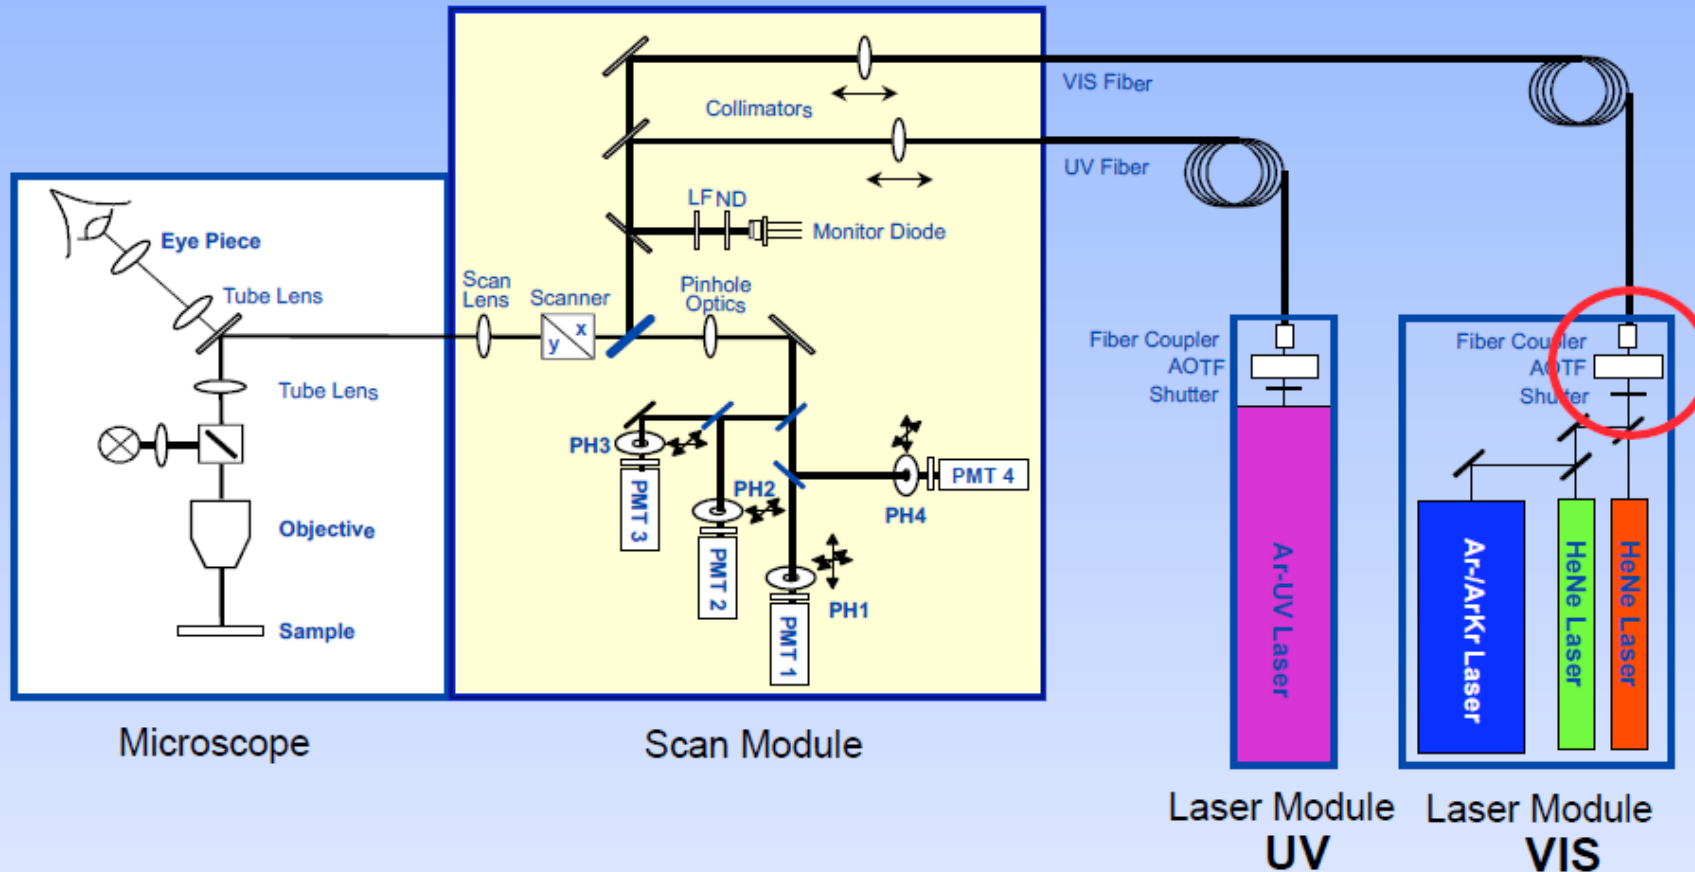 VIS Fiber
Collimators
UV Fiber
LF ND
Monitor Diode
Eye Piece
Tube Lens
Scan
Lens
Scanner
Pinhole
Optics
x
y
Tube Lens
Fiber Coupler
AOTF
Shutter
Fiber Coupler
AOTF
Shutter
PH3
PH2
PMT 4
PH4
PMT 3
PMT 2
PH1
PMT 1
Objective
Sample
Ar-UV Laser
Ar-/ArKr Laser
HeNe Laser
HeNe Laser
Microscope
Scan Module
Laser Module
UV
Laser Module
VIS